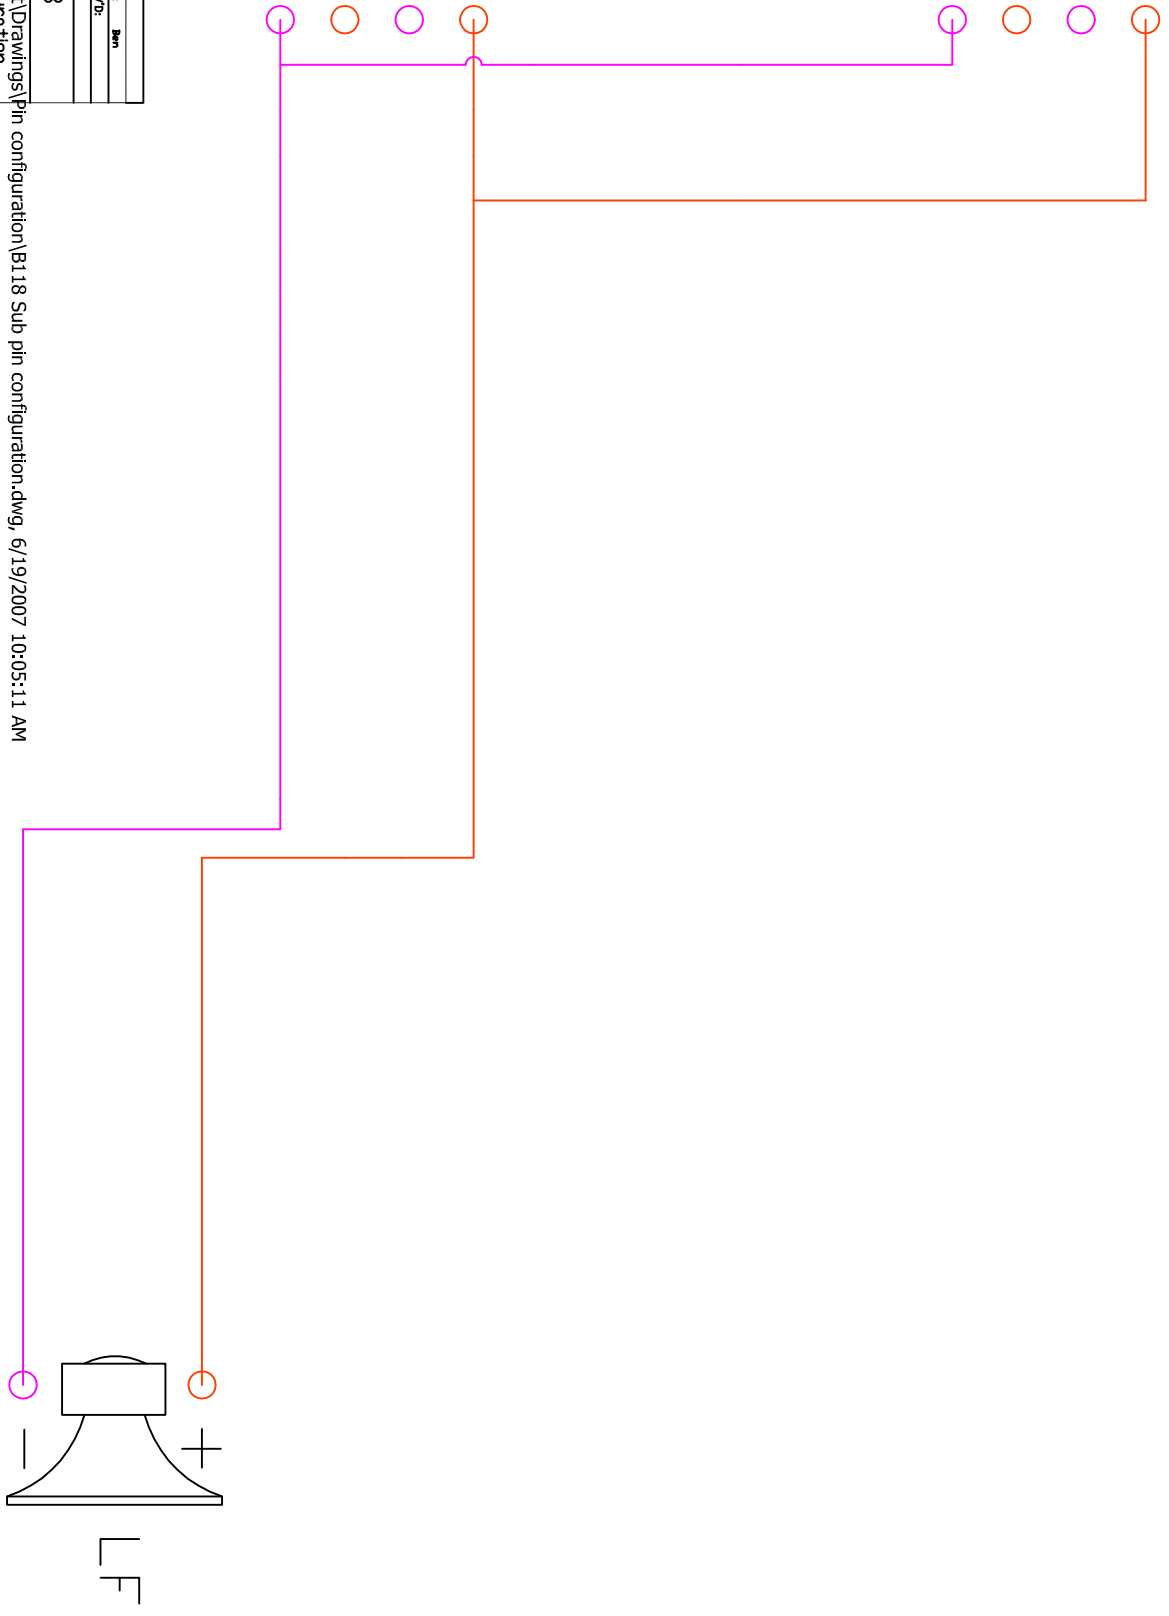 t\Drawings\Pin configuration\B118 Sub pin configuration.dwg, 6/19/2007 10:05:11 AM
Ben
+
−
LF